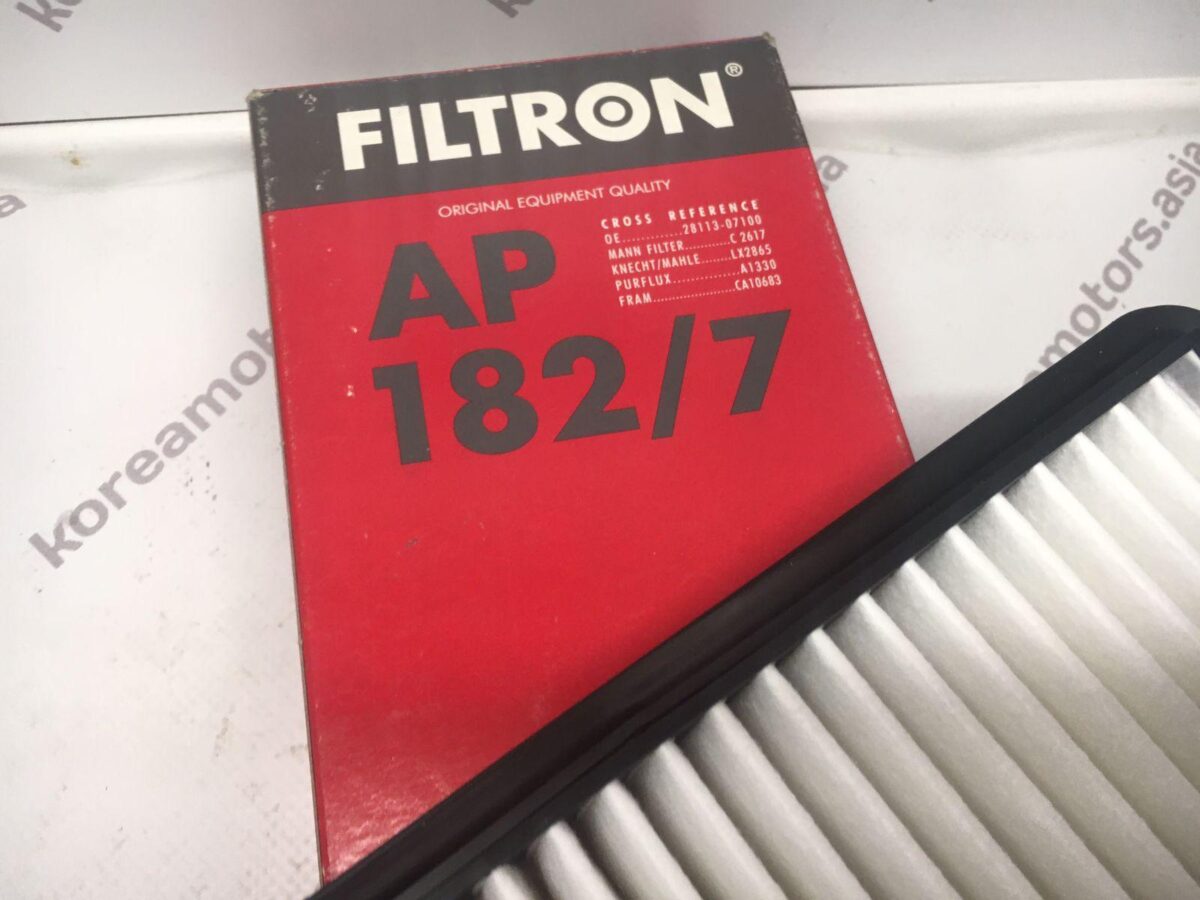 FILTRON®
ORIGINAL EQUIPMENT QUALITY
CROSS REFERENCE
OE............28113-07100
MANN FILTER............C 2617
KNECHT/MAHLE........LX2865
PURFLUX..............A1330
FRAM......................CA10683
AP
182/7
koreamotors.asia